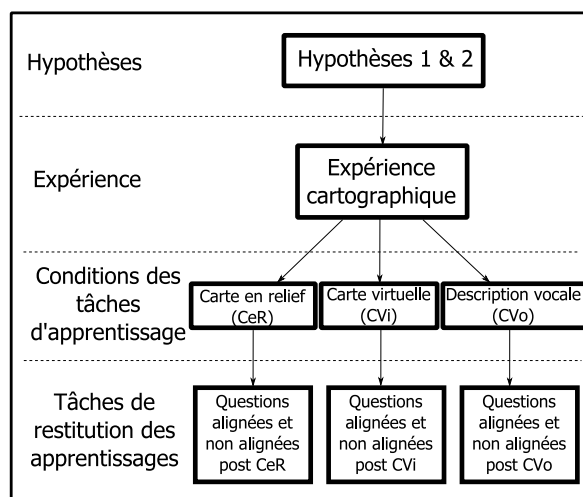 Hypothèses
Hypothèses 1 & 2
Expérience
Expérience
cartographique
Conditions des
tâches
d'apprentissage
Carte en relief
(CeR)
Carte virtuelle
(CVi)
Description vocale
(CVo)
Tâches de
restitution des
apprentissages
Questions
alignées et
non alignées
post CeR
Questions
alignées et
non alignées
post CVi
Questions
alignées et
non alignées
post CVo